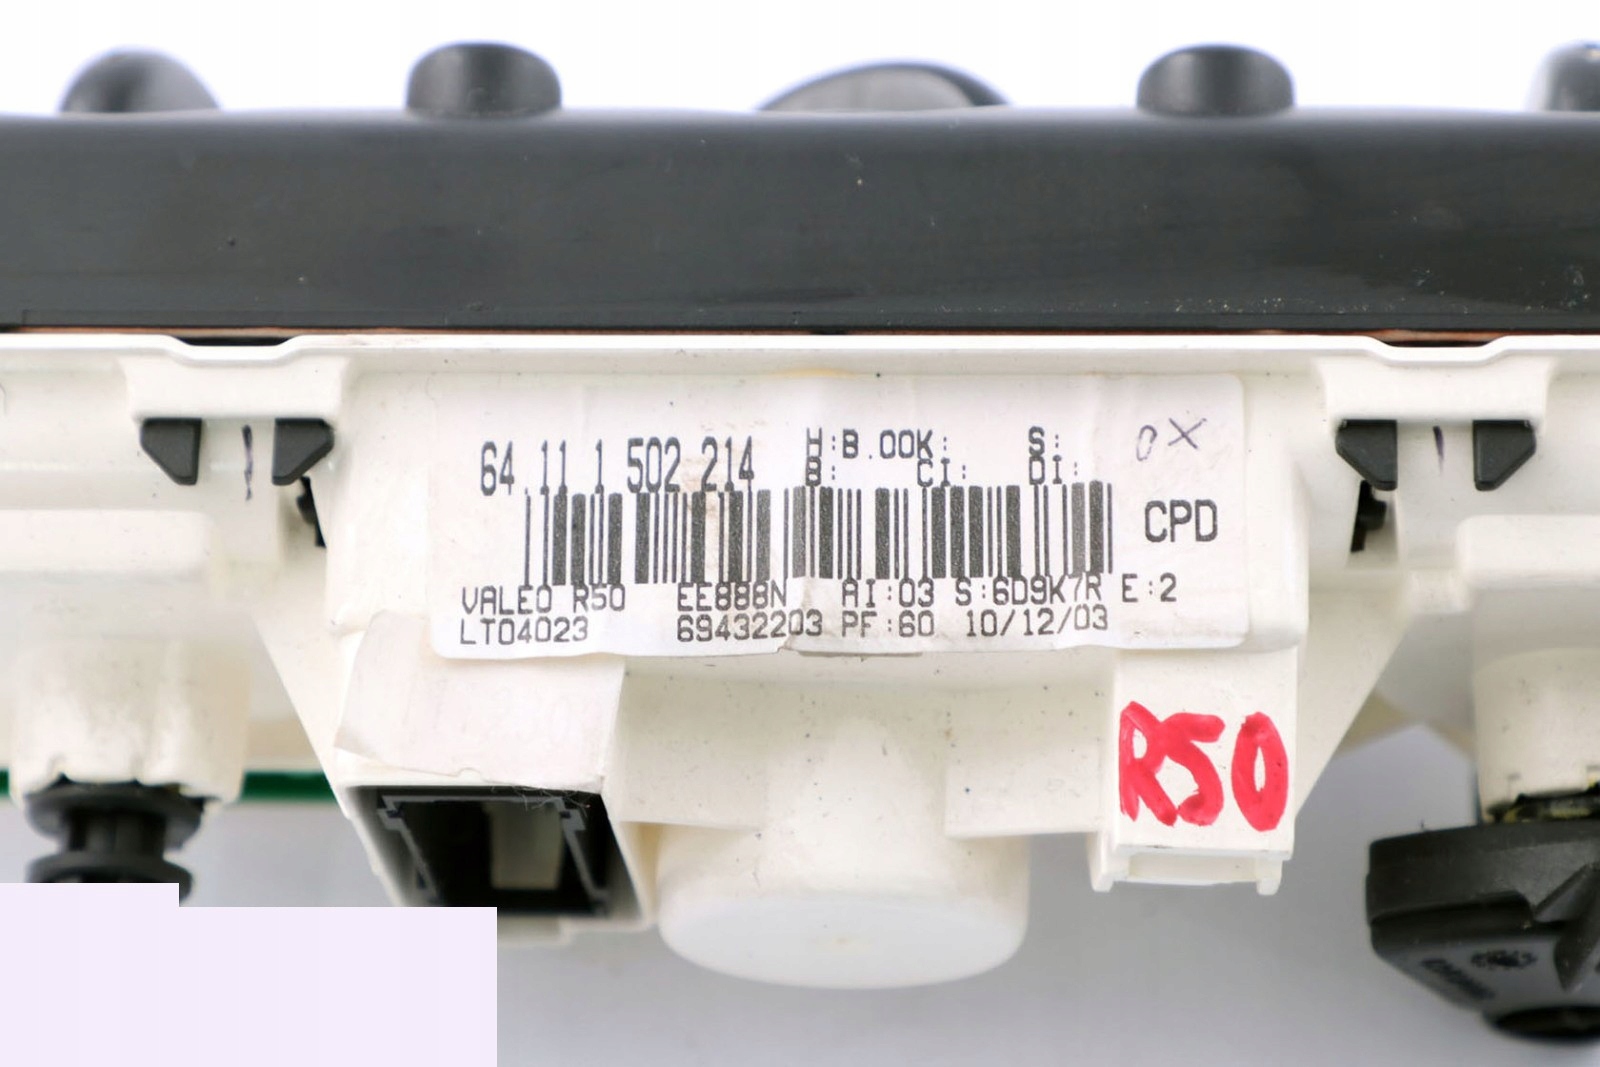 64.11 1 502 214
H:B.00K: S:
B: CI: DI:
OX
CPD
VALEO R50 EE888N AI:03 S:6D9K7R E:2
LT04023 69432203 PF:60 10/12/03
R50